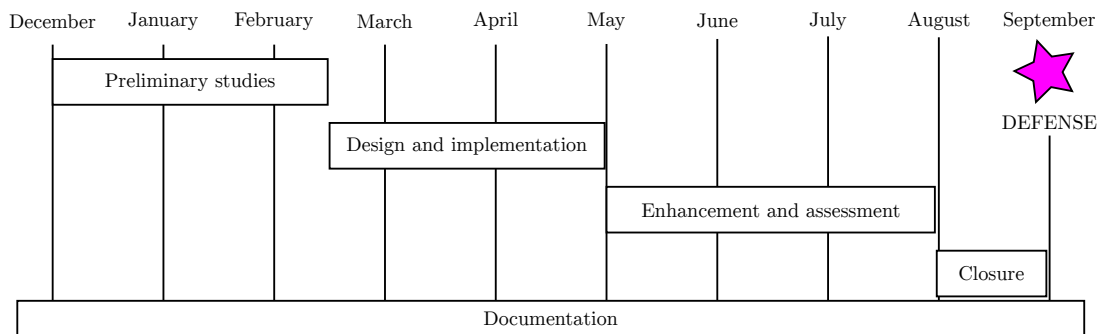 December January February March April May June July August September
Preliminary studies
DEFENSE
Design and implementation
Enhancement and assessment
Closure
Documentation